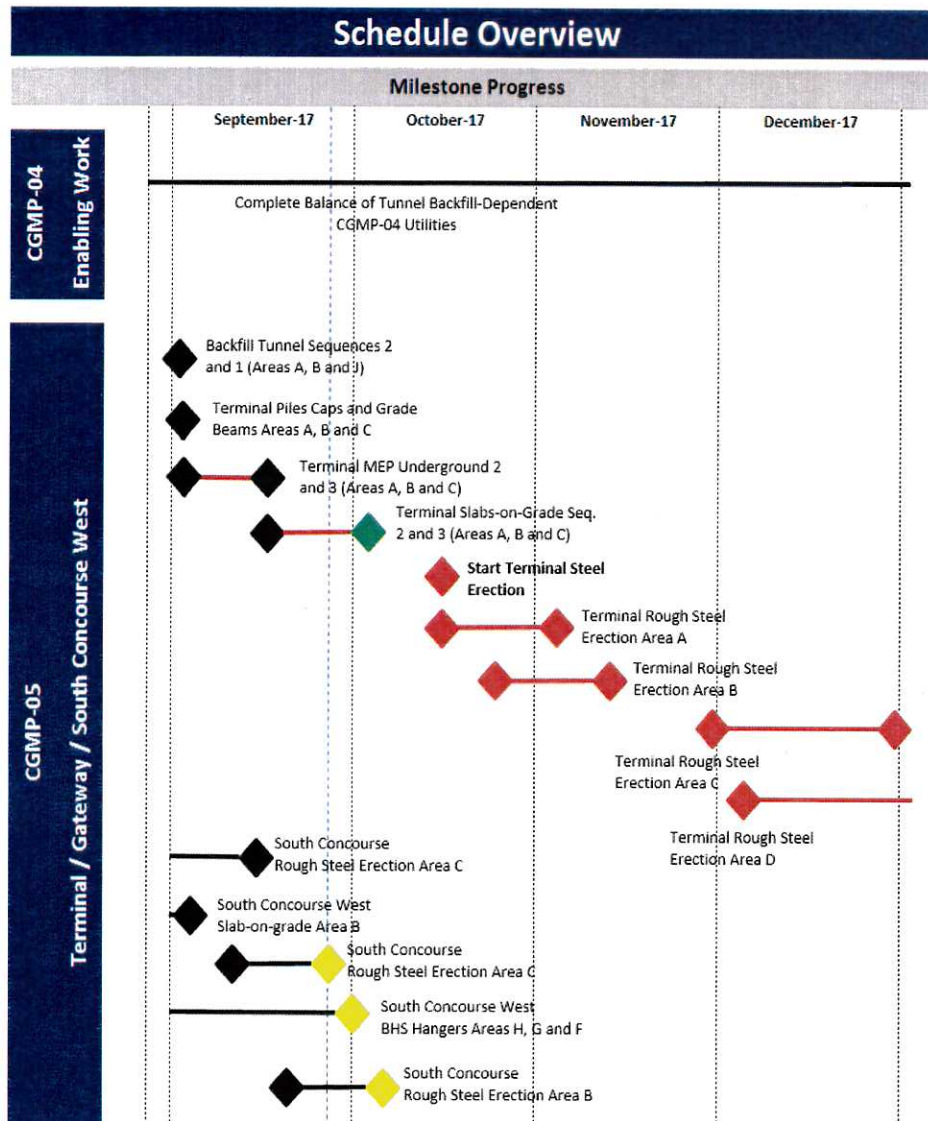 Schedule Overview
Milestone Progress
September-17
October-17
November-17
December-17
CGMP-04
Enabling Work
Complete Balance of Tunnel Backfill-Dependent
CGMP-04 Utilities
CGMP-05
Terminal / Gateway / South Concourse West
Backfill Tunnel Sequences 2
and 1 (Areas A, B and J)
Terminal Piles Caps and Grade
Beams Areas A, B and C
Terminal MEP Underground 2
and 3 (Areas A, B and C)
Terminal Slabs-on-Grade Seq.
2 and 3 (Areas A, B and C)
Start Terminal Steel
Erection
Terminal Rough Steel
Erection Area A
Terminal Rough Steel
Erection Area B
Terminal Rough Steel
Erection Area C
Terminal Rough Steel
Erection Area D
South Concourse
Rough Steel Erection Area C
South Concourse West
Slab-on-grade Area B
South Concourse
Rough Steel Erection Area C
South Concourse West
BHS Hangers Areas H, G and F
South Concourse
Rough Steel Erection Area B